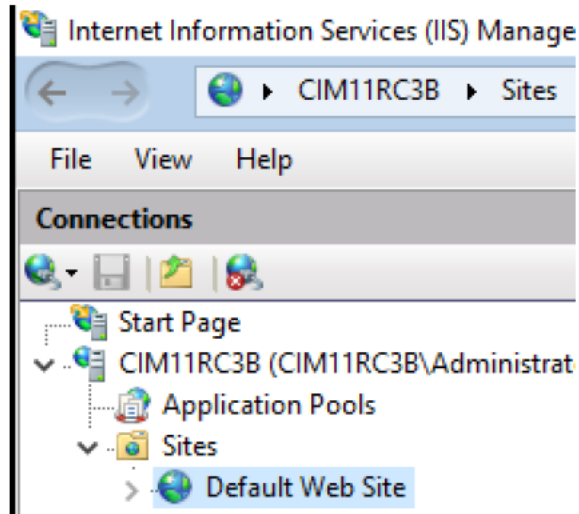 Internet Information Services (IIS) Manage
CIM11RC3B Sites
File View Help
Connections
Start Page
CIM11RC3B (CIM11RC3B\Administrat
Application Pools
Sites
Default Web Site